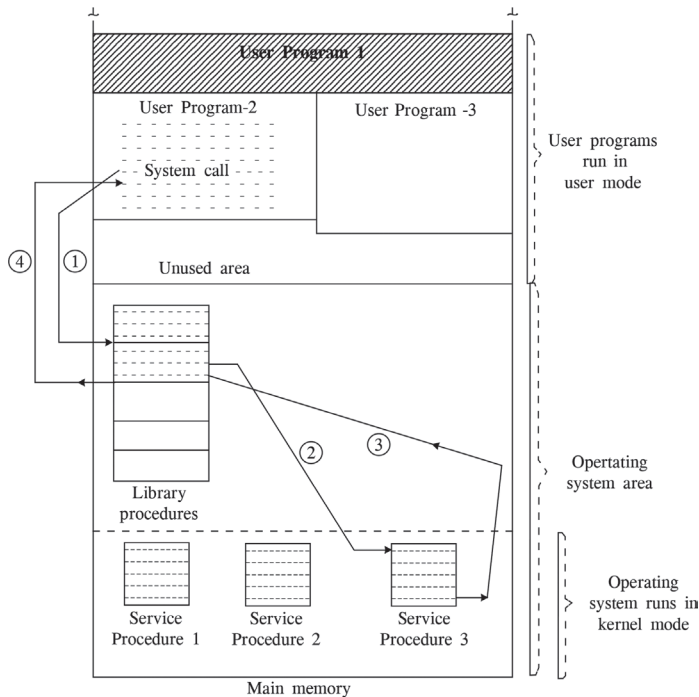 User Program 1
User Program-2
User Program -3
System call
User programs
run in
user mode
4
1
Unused area
2
3
Library
procedures
Opertating
system area
Service
Procedure 1
Service
Procedure 2
Service
Procedure 3
Operating
system runs in
kernel mode
Main memory